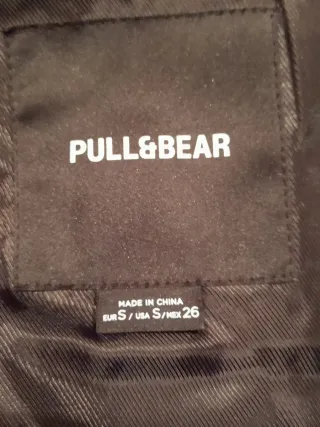 PULL&BEAR
MADE IN CHINA
EUR S / USA S / MEX 26